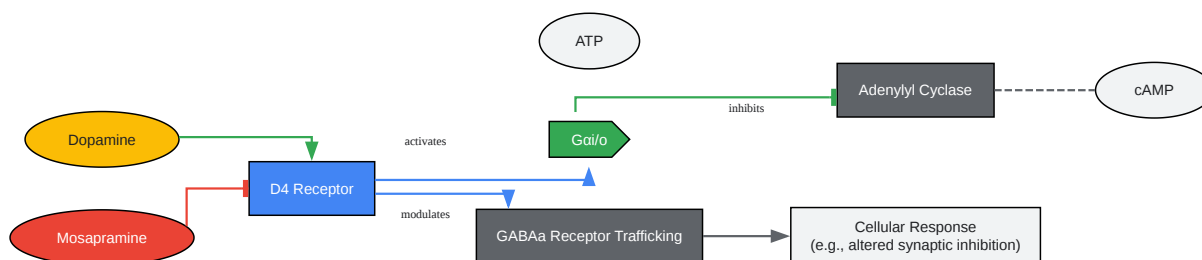 ATP
Adenylyl Cyclase
cAMP
inhibits
Dopamine
activates
Gαi/o
D4 Receptor
modulates
Mosapramine
GABAa Receptor Trafficking
Cellular Response
(e.g., altered synaptic inhibition)